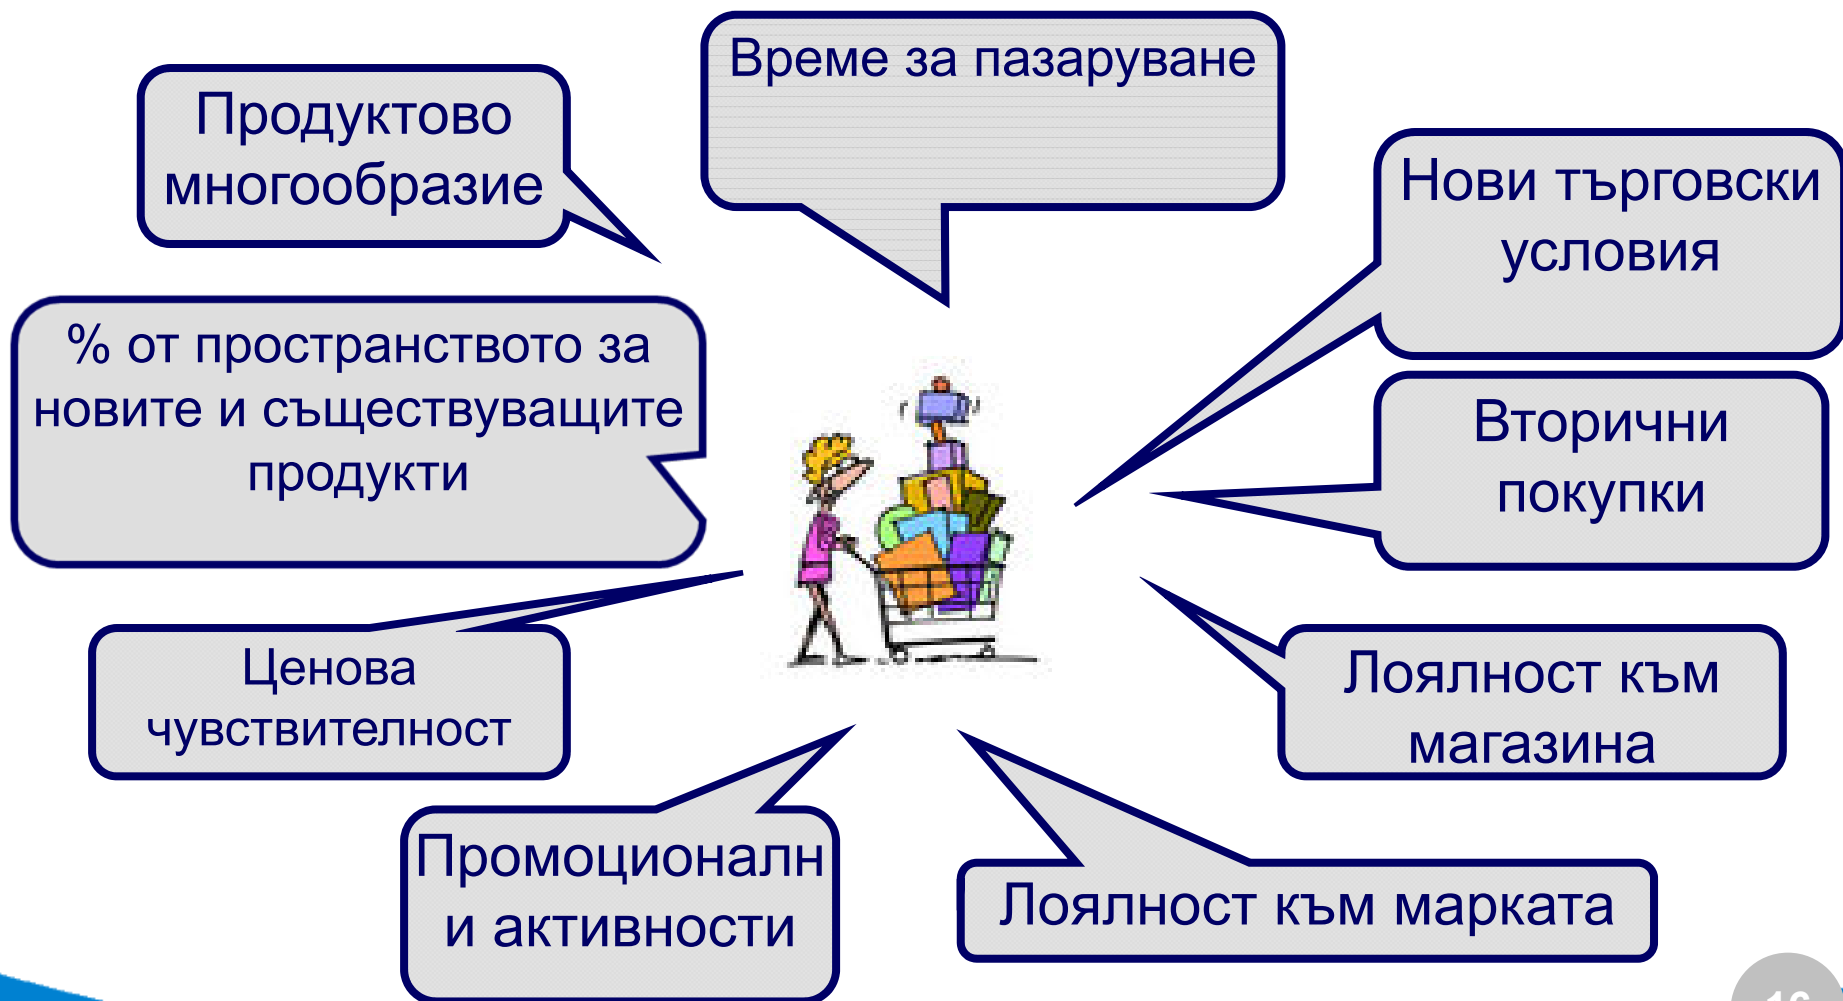 Време за пазаруване
Продуктово
многообразие
Нови търговски
условия
% от пространството за
новите и съществуващите
продукти
Вторични
покупки
Ценова
чувствителност
Лоялност към
магазина
Промоционалн
и активности
Лоялност към марката
16